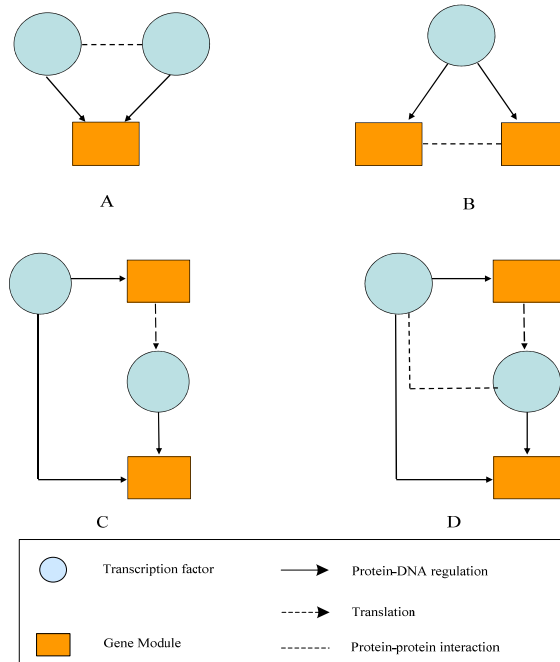 A
B
C
D
Transcription factor
Protein-DNA regulation
Translation
Gene Module
Protein-protein interaction